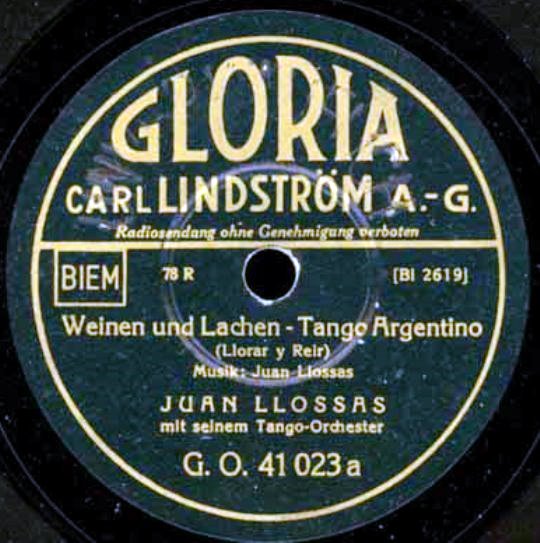 GLORIA
CARL LINDSTRÖM A.-G.
Radiosendung ohne Genehmigung verboten
BIEM 78 R [BI 2619]
Weinen und Lachen - Tango Argentino
(Llorar y Reir)
Musik: Juan Llossas
JUAN LLOSSAS
mit seinem Tango-Orchester
G. O. 41 023 a